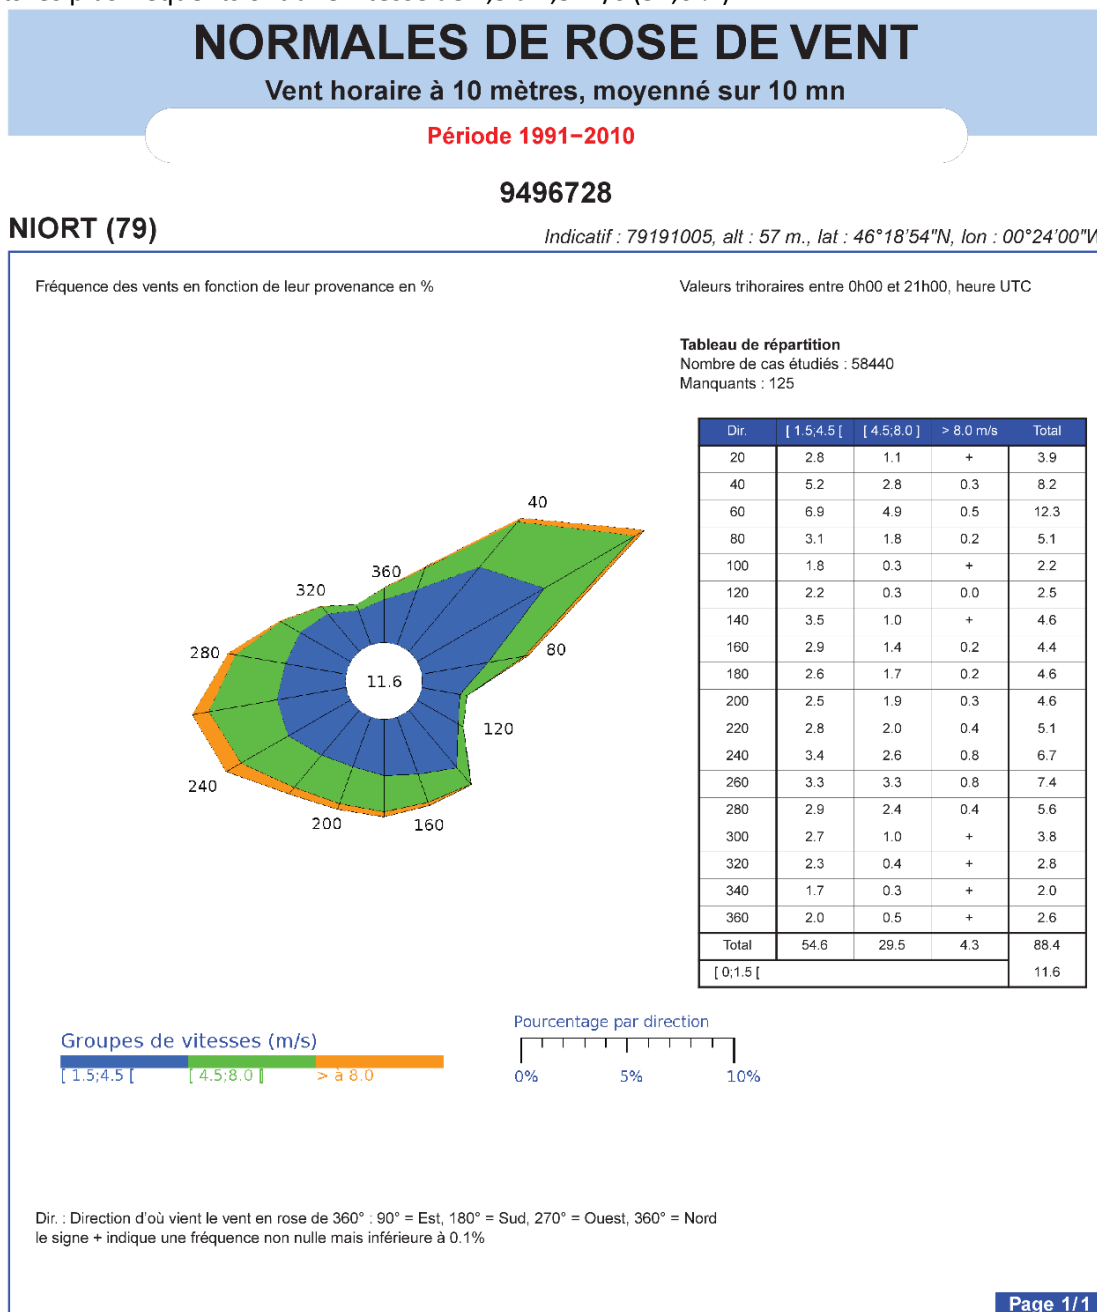 NORMALES DE ROSE DE VENT
Vent horaire à 10 mètres, moyenné sur 10 mn
Période 1991−2010
9496728
NIORT (79)
Indicatif : 79191005, alt : 57 m., lat : 46°18'54"N, lon : 00°24'00"W
Fréquence des vents en fonction de leur provenance en %
Valeurs trihoraires entre 0h00 et 21h00, heure UTC
Tableau de répartition
Nombre de cas étudiés : 58440
Manquants : 125
Dir. [ 1.5;4.5 [ [ 4.5;8.0 ] > 8.0 m/s Total
20 2.8 1.1 + 3.9
40 5.2 2.8 0.3 8.2
60 6.9 4.9 0.5 12.3
80 3.1 1.8 0.2 5.1
100 1.8 0.3 + 2.2
120 2.2 0.3 0.0 2.5
140 3.5 1.0 + 4.6
160 2.9 1.4 0.2 4.4
180 2.6 1.7 0.2 4.6
200 2.5 1.9 0.3 4.6
220 2.8 2.0 0.4 5.1
240 3.4 2.6 0.8 6.7
260 3.3 3.3 0.8 7.4
280 2.9 2.4 0.4 5.6
300 2.7 1.0 + 3.8
320 2.3 0.4 + 2.8
340 1.7 0.3 + 2.0
360 2.0 0.5 + 2.6
Total 54.6 29.5 4.3 88.4
[ 0;1.5 [ 11.6
40
360
320
280
80
11.6
120
240
200
160
Groupes de vitesses (m/s)
[ 1.5;4.5 [ [ 4.5;8.0 ] > à 8.0
Pourcentage par direction
0% 5% 10%
Dir. : Direction d'où vient le vent en rose de 360° : 90° = Est, 180° = Sud, 270° = Ouest, 360° = Nord
le signe + indique une fréquence non nulle mais inférieure à 0.1%
Page 1/1